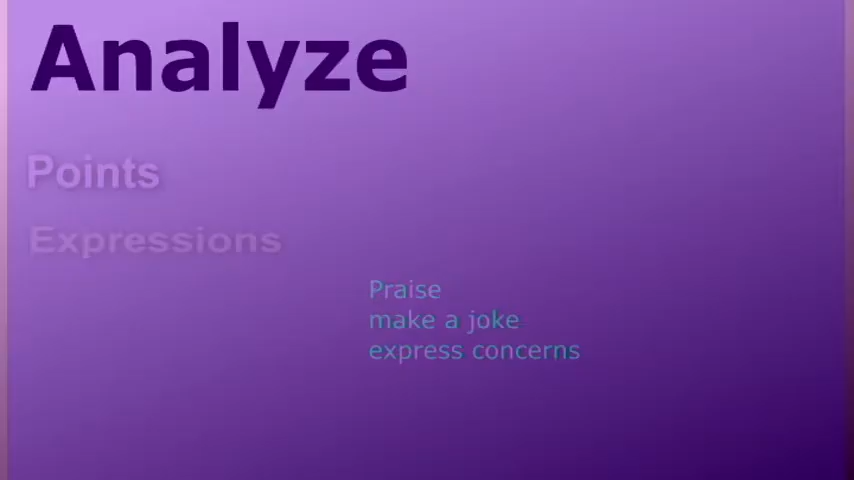 Analyze
Points
Expressions
Praise
make a joke
express concerns